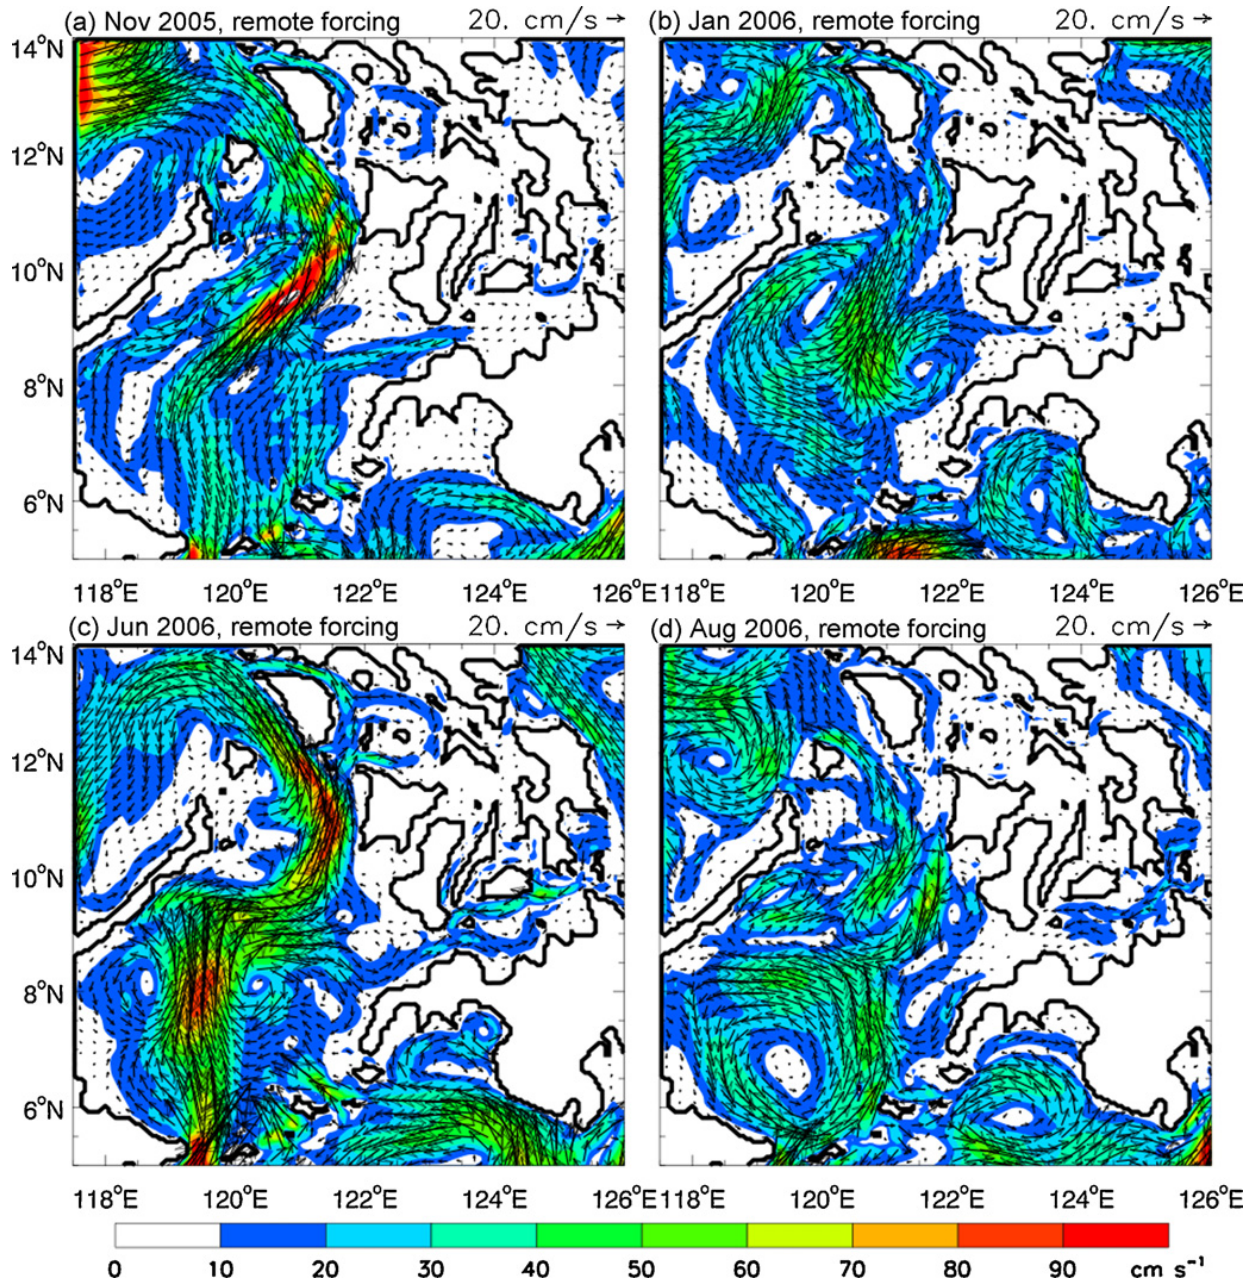 (a) Nov 2005, remote forcing 20. cm/s
(b) Jan 2006, remote forcing 20. cm/s
14°N
12°N
10°N
8°N
6°N
118°E 120°E 122°E 124°E 126°E 118°E 120°E 122°E 124°E 126°E
(c) Jun 2006, remote forcing 20. cm/s
(d) Aug 2006, remote forcing 20. cm/s
14°N
12°N
10°N
8°N
6°N
118°E 120°E 122°E 124°E 126°E 118°E 120°E 122°E 124°E 126°E
0 10 20 30 40 50 60 70 80 90 cm s⁻¹